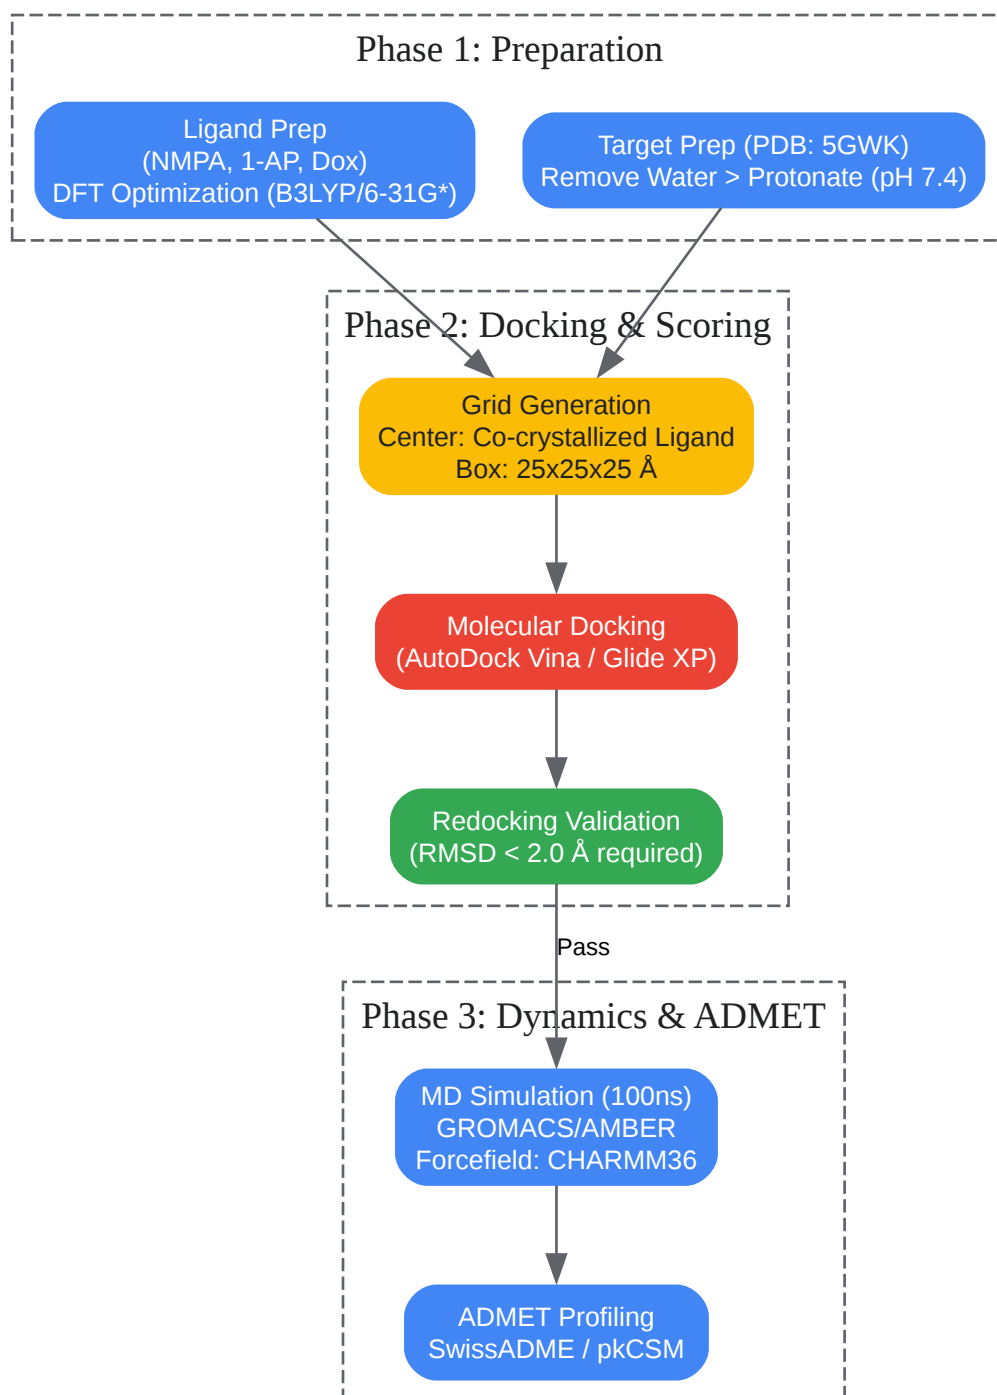 Phase 1: Preparation
Ligand Prep
(NMPA, 1-AP, Dox)
DFT Optimization (B3LYP/6-31G*)
Target Prep (PDB: 5GWK)
Remove Water > Protonate (pH 7.4)
Phase 2: Docking & Scoring
Grid Generation
Center: Co-crystallized Ligand
Box: 25x25x25 Å
Molecular Docking
(AutoDock Vina / Glide XP)
Redocking Validation
(RMSD < 2.0 Å required)
Pass
Phase 3: Dynamics & ADMET
MD Simulation (100ns)
GROMACS/AMBER
Forcefield: CHARMM36
ADMET Profiling
SwissADME / pkCSM